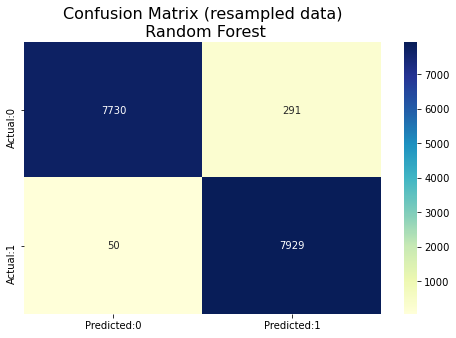 Confusion Matrix (resampled data)
Random Forest
Actual:0
7730
291
Actual:1
50
7929
Predicted:0
Predicted:1
7000
6000
5000
4000
3000
2000
1000